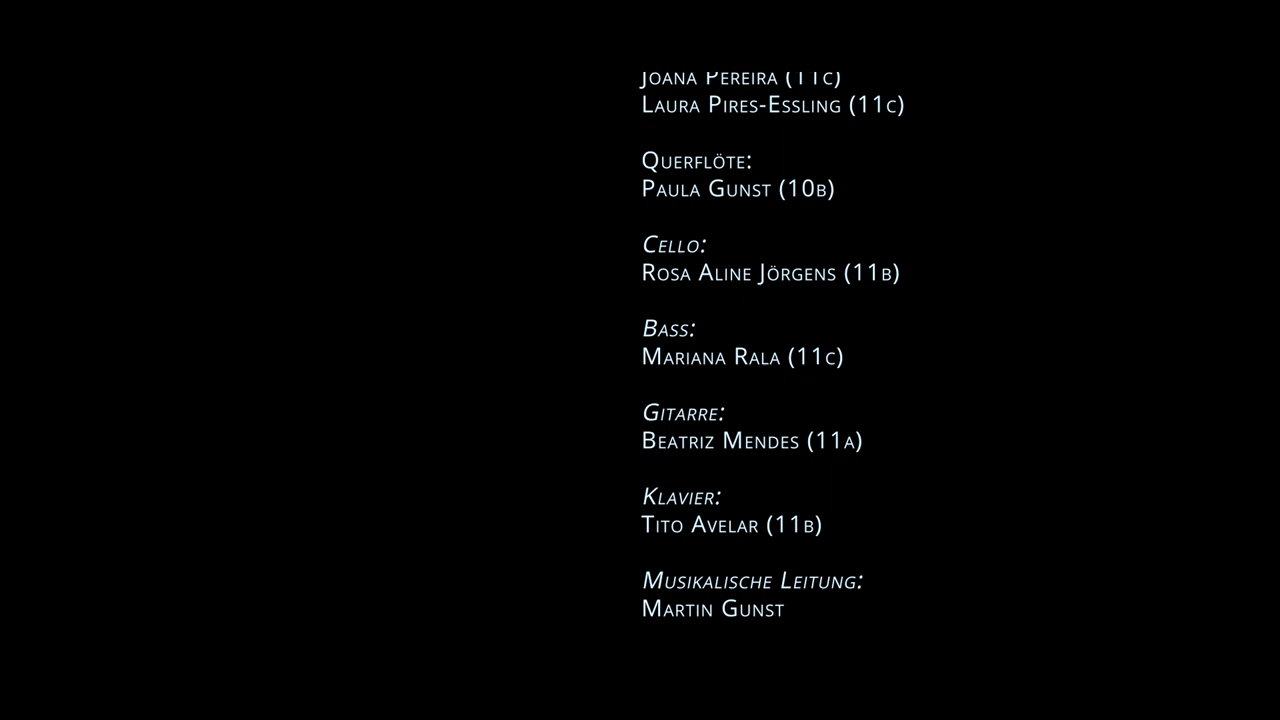 Joana Pereira (11c)
Laura Pires-Essling (11c)
Querflöte:
Paula Gunst (10b)
Cello:
Rosa Aline Jörgens (11b)
Bass:
Mariana Rala (11c)
Gitarre:
Beatriz Mendes (11a)
Klavier:
Tito Avelar (11b)
Musikalische Leitung:
Martin Gunst